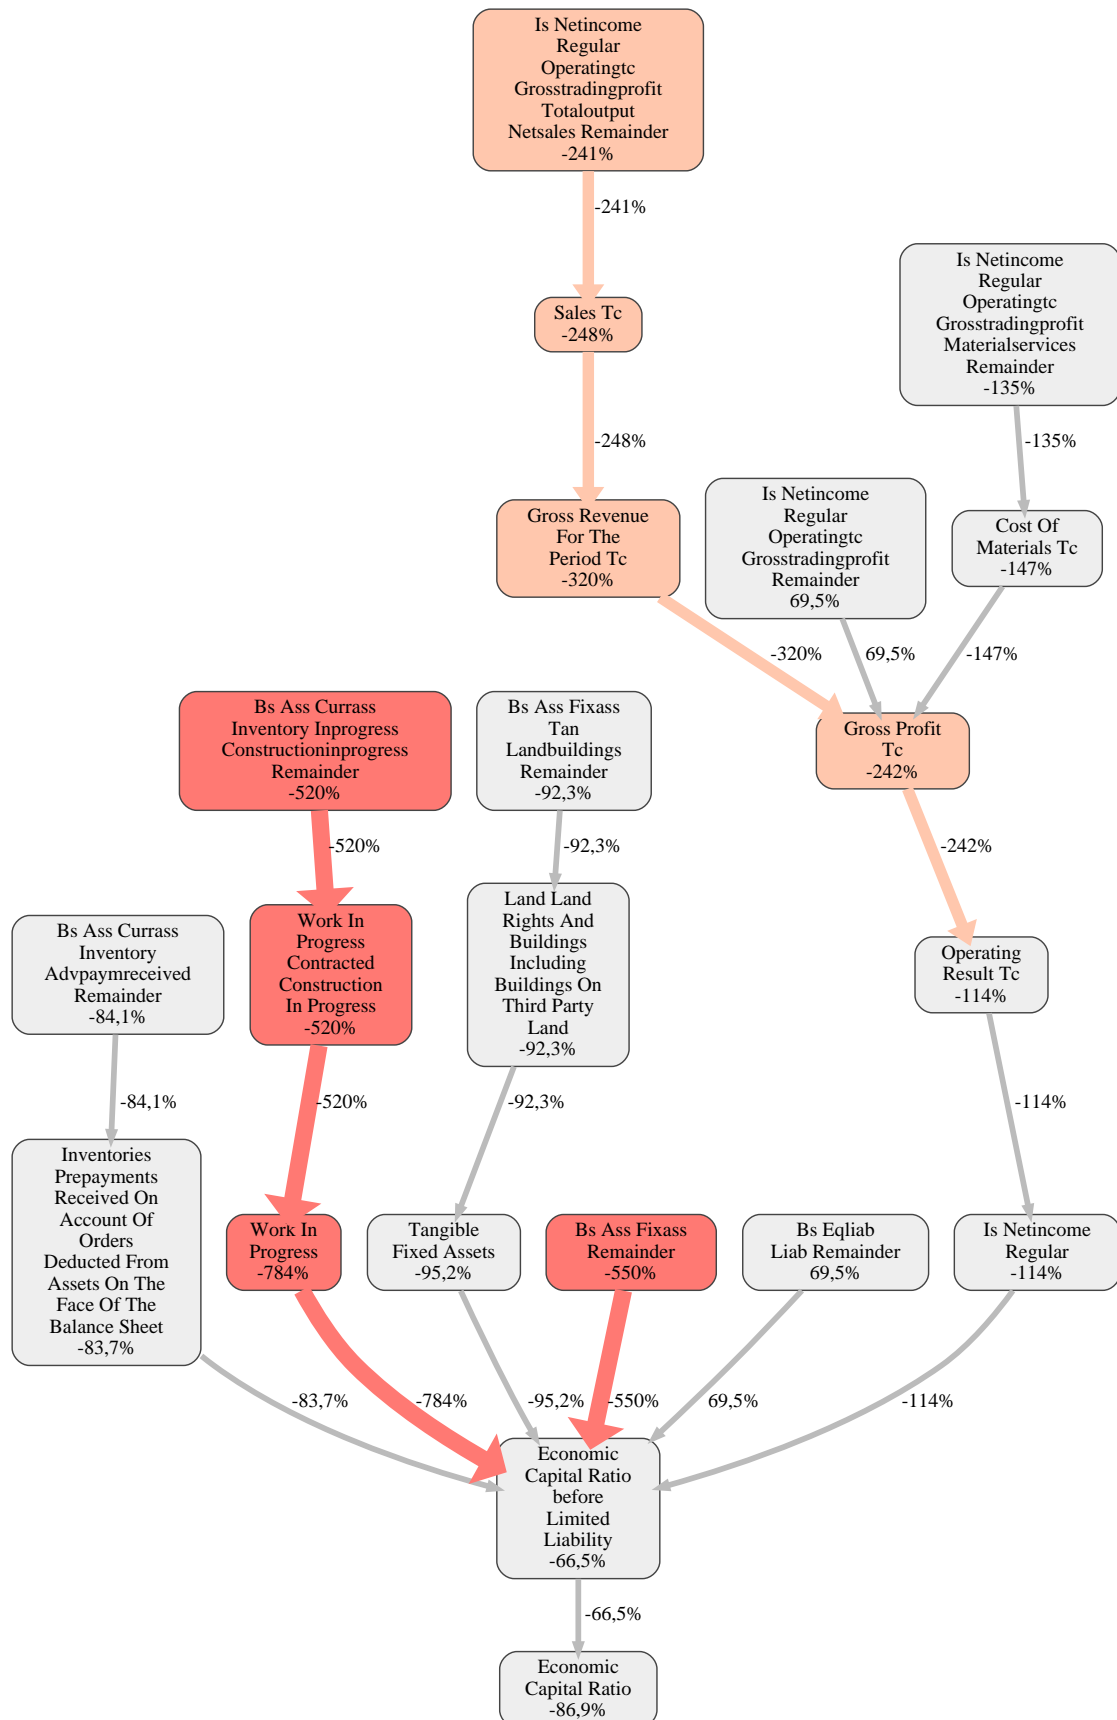 Is Netincome
Regular
Operatingtc
Grosstradingprofit
Totaloutput
Netsales Remainder
-241%
-241%
Is Netincome
Regular
Operatingtc
Grosstradingprofit
Materialservices
Remainder
-135%
Sales Tc
-248%
-248%
-135%
Is Netincome
Regular
Operatingtc
Grosstradingprofit
Remainder
69,5%
Gross Revenue
For The
Period Tc
-320%
Cost Of
Materials Tc
-147%
-320%
69,5%
-147%
Bs Ass Currass
Inventory Inprogress
Constructioninprogress
Remainder
-520%
Bs Ass Fixass
Tan
Landbuildings
Remainder
-92,3%
Gross Profit
Tc
-242%
-520%
-92,3%
-242%
Bs Ass Currass
Inventory
Advpaymreceived
Remainder
-84,1%
Work In
Progress
Contracted
Construction
In Progress
-520%
Land Land
Rights And
Buildings
Including
Buildings On
Third Party
Land
-92,3%
Operating
Result Tc
-114%
-84,1%
-520%
-92,3%
-114%
Inventories
Prepayments
Received On
Account Of
Orders
Deducted From
Assets On The
Face Of The
Balance Sheet
-83,7%
Work In
Progress
-784%
Tangible
Fixed Assets
-95,2%
Bs Ass Fixass
Remainder
-550%
Bs Eqliab
Liab Remainder
69,5%
Is Netincome
Regular
-114%
-83,7%
-784%
-95,2%
-550%
69,5%
-114%
Economic
Capital Ratio
before
Limited
Liability
-66,5%
-66,5%
Economic
Capital Ratio
-86,9%